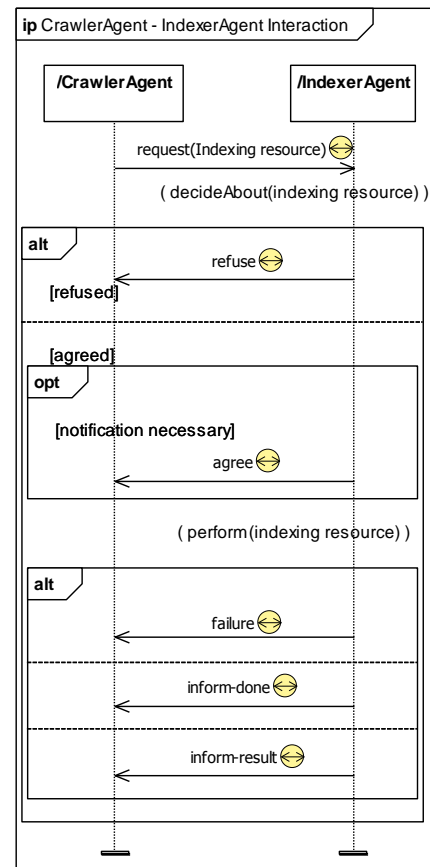 ip CrawlerAgent - IndexerAgent Interaction
/CrawlerAgent /IndexerAgent
request(Indexing resource)
( decideAbout(indexing resource) )
alt
refuse
[refused]
[agreed]
opt
[notification necessary]
agree
( perform(indexing resource) )
alt
failure
inform-done
inform-result